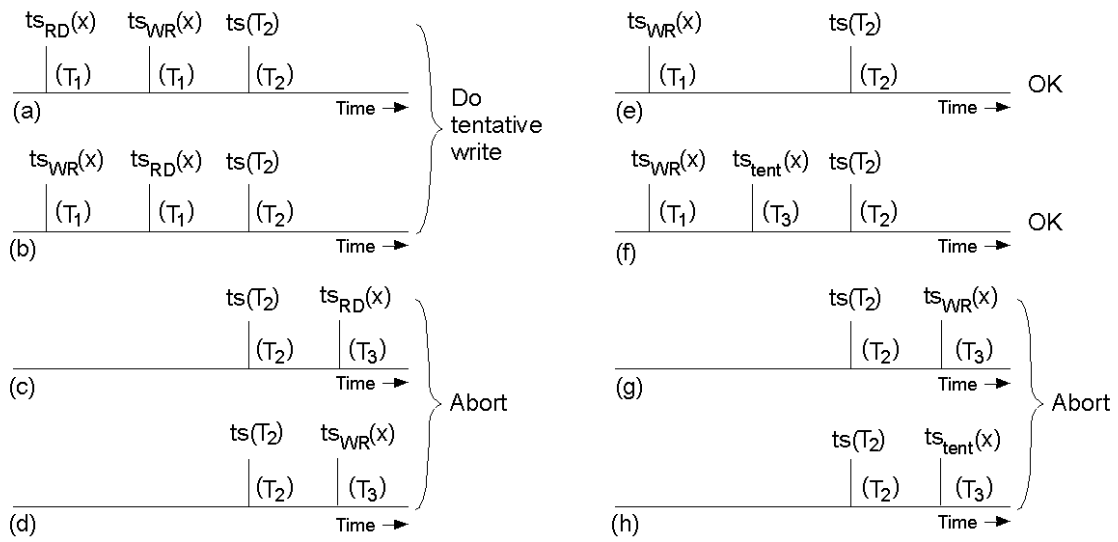 ts_RD(x) ts_WR(x) ts(T_2)
(T_1) (T_1) (T_2)
Time
(a)
ts_WR(x) ts_RD(x) ts(T_2)
(T_1) (T_1) (T_2)
Time
(b)
Do
tentative
write
ts(T_2) ts_RD(x)
(T_2) (T_3)
Time
(c)
ts(T_2) ts_WR(x)
(T_2) (T_3)
Time
(d)
Abort
ts_WR(x) ts(T_2)
(T_1) (T_2)
OK
Time
(e)
ts_WR(x) ts_tent(x) ts(T_2)
(T_1) (T_3) (T_2)
OK
Time
(f)
ts(T_2) ts_WR(x)
(T_2) (T_3)
Time
(g)
ts(T_2) ts_tent(x)
(T_2) (T_3)
Time
(h)
Abort